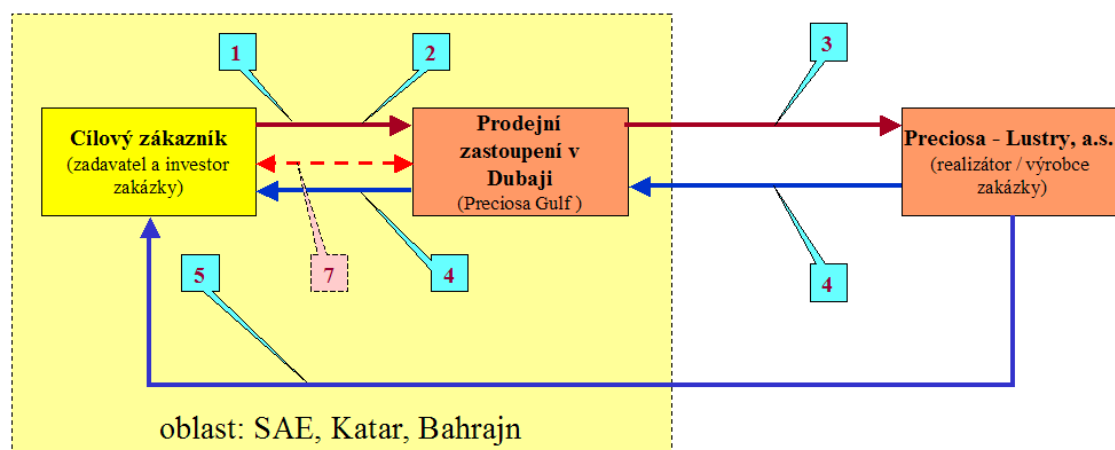 1
2
3
Cílový zákazník
(zadavatel a investor
zakázky)
Prodejní
zastoupení v
Dubaji
(Preciosa Gulf )
Preciosa - Lustry, a.s.
(realizátor / výrobce
zakázky)
5
7
4
4
oblast: SAE, Katar, Bahrajn